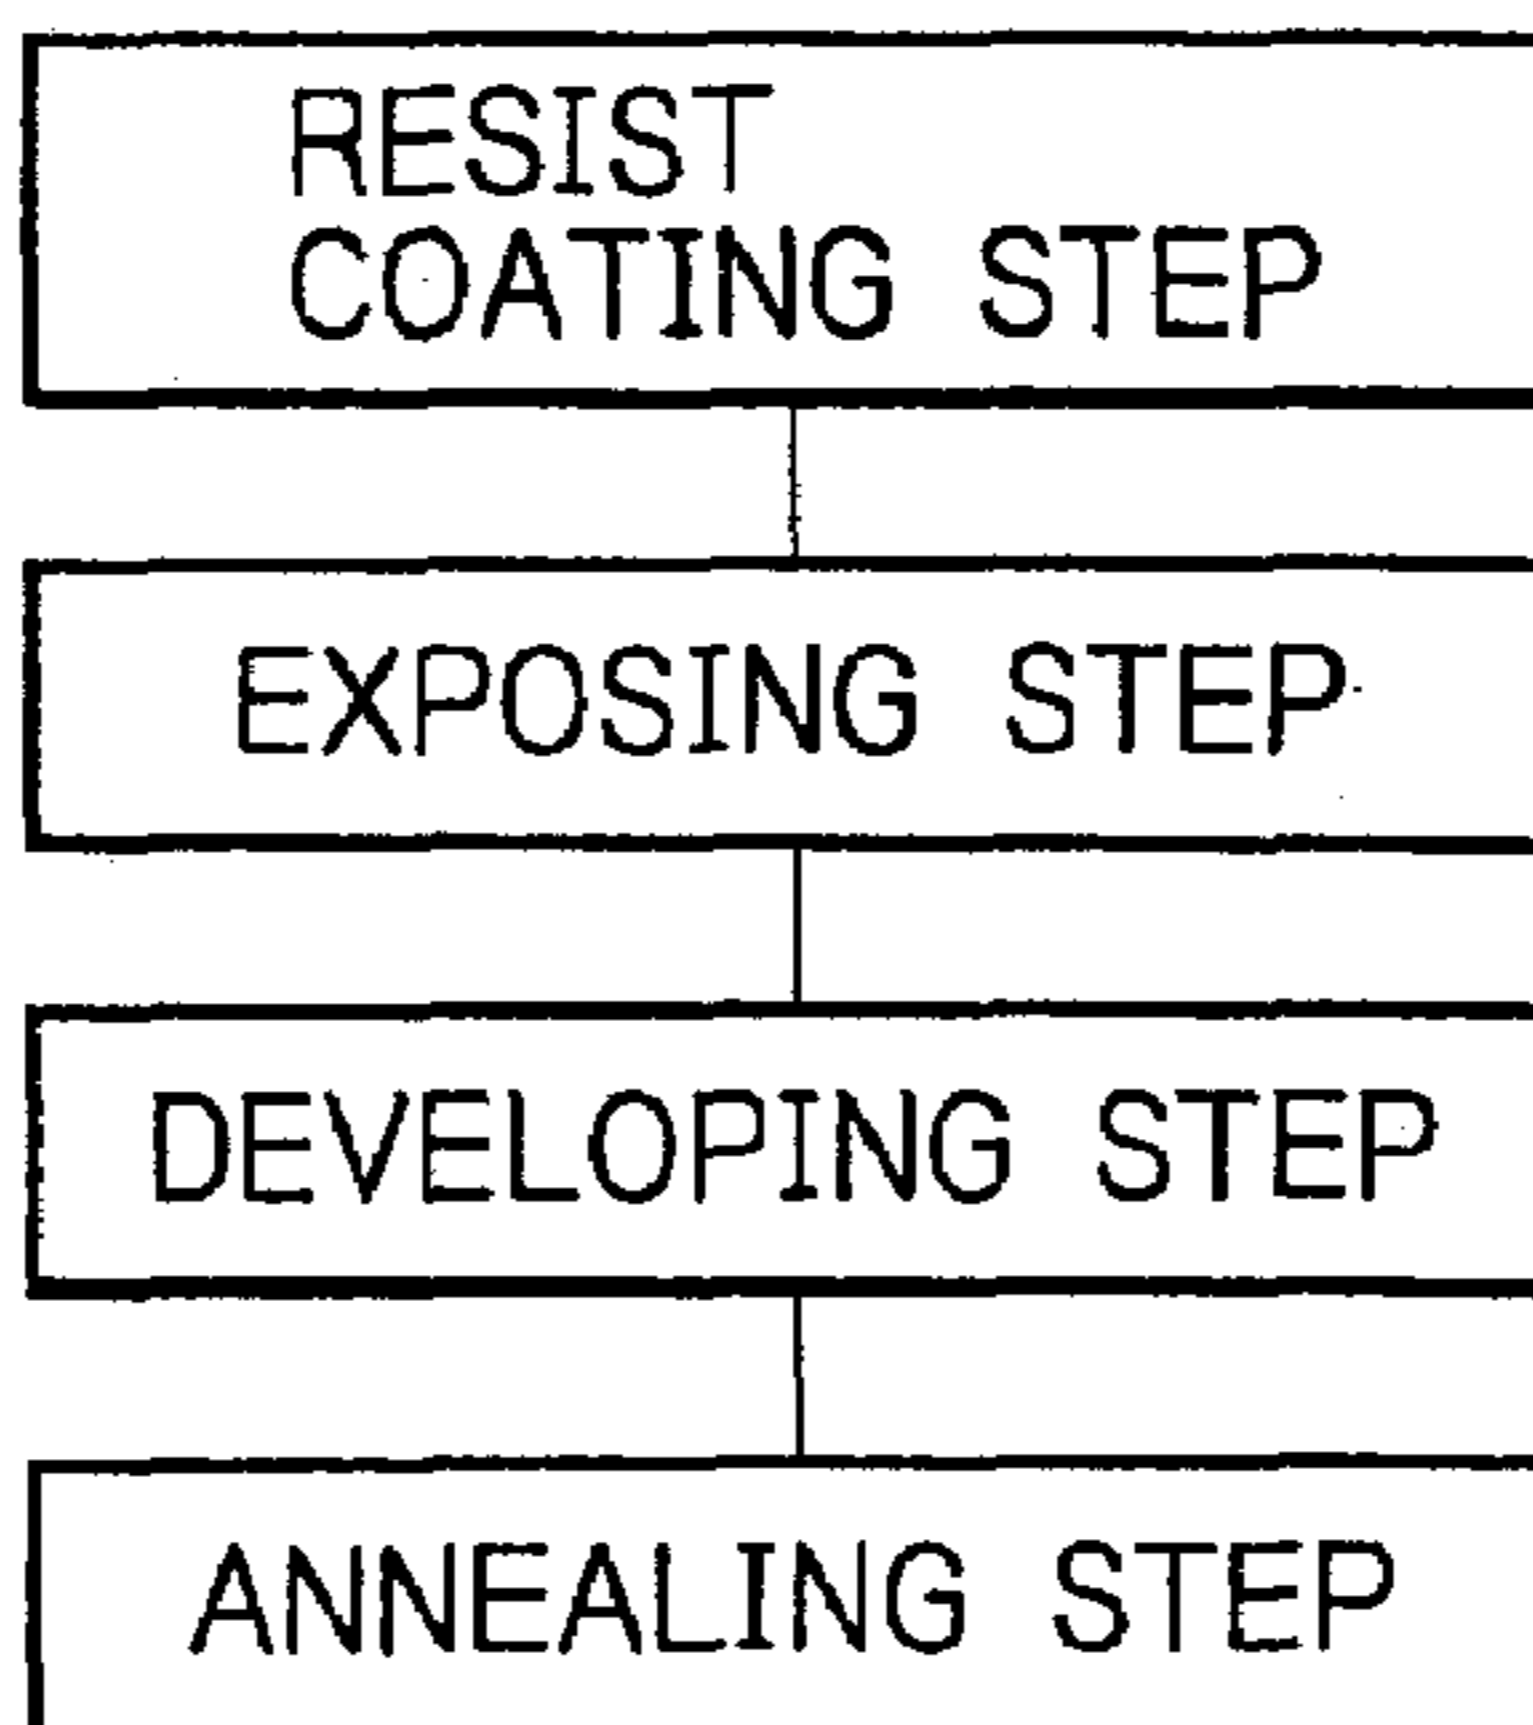 RESIST
COATING STEP
EXPOSING STEP
DEVELOPING STEP
ANNEALING STEP